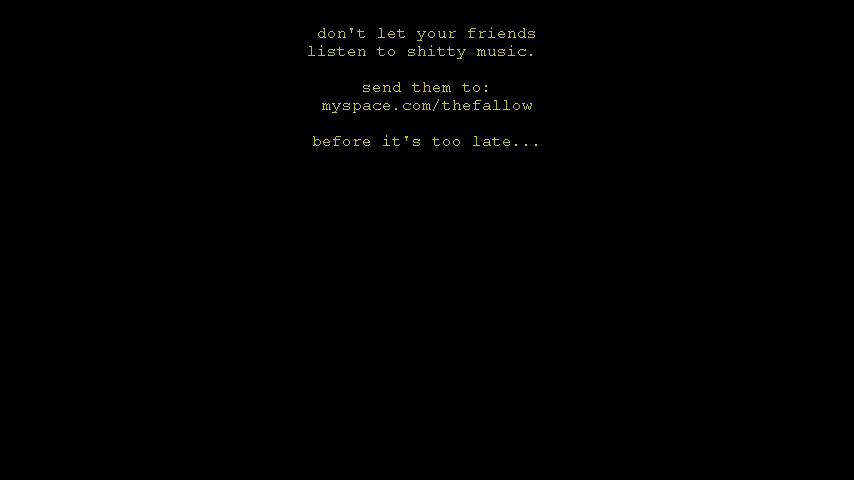 don't let your friends
listen to shitty music.
send them to:
myspace.com/thefallow
before it's too late...